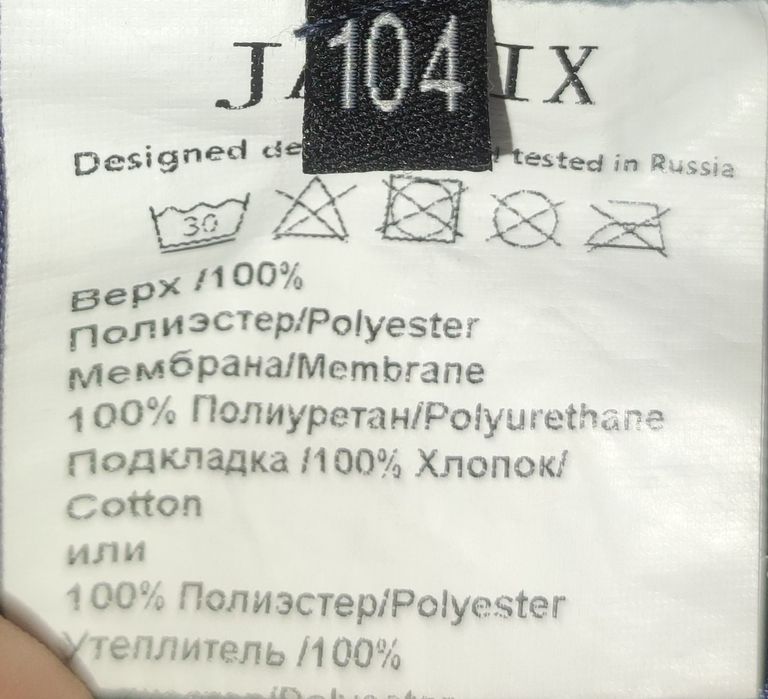 104
IX
Designed de tested in Russia
30
Верх /100%
Полиэстер/Polyester
Мембрана/Membrane
100% Полиуретан/Polyurethane
Подкладка /100% Хлопок/
Cotton
или
100% Полиэстер/Polyester
Утеплитель /100%